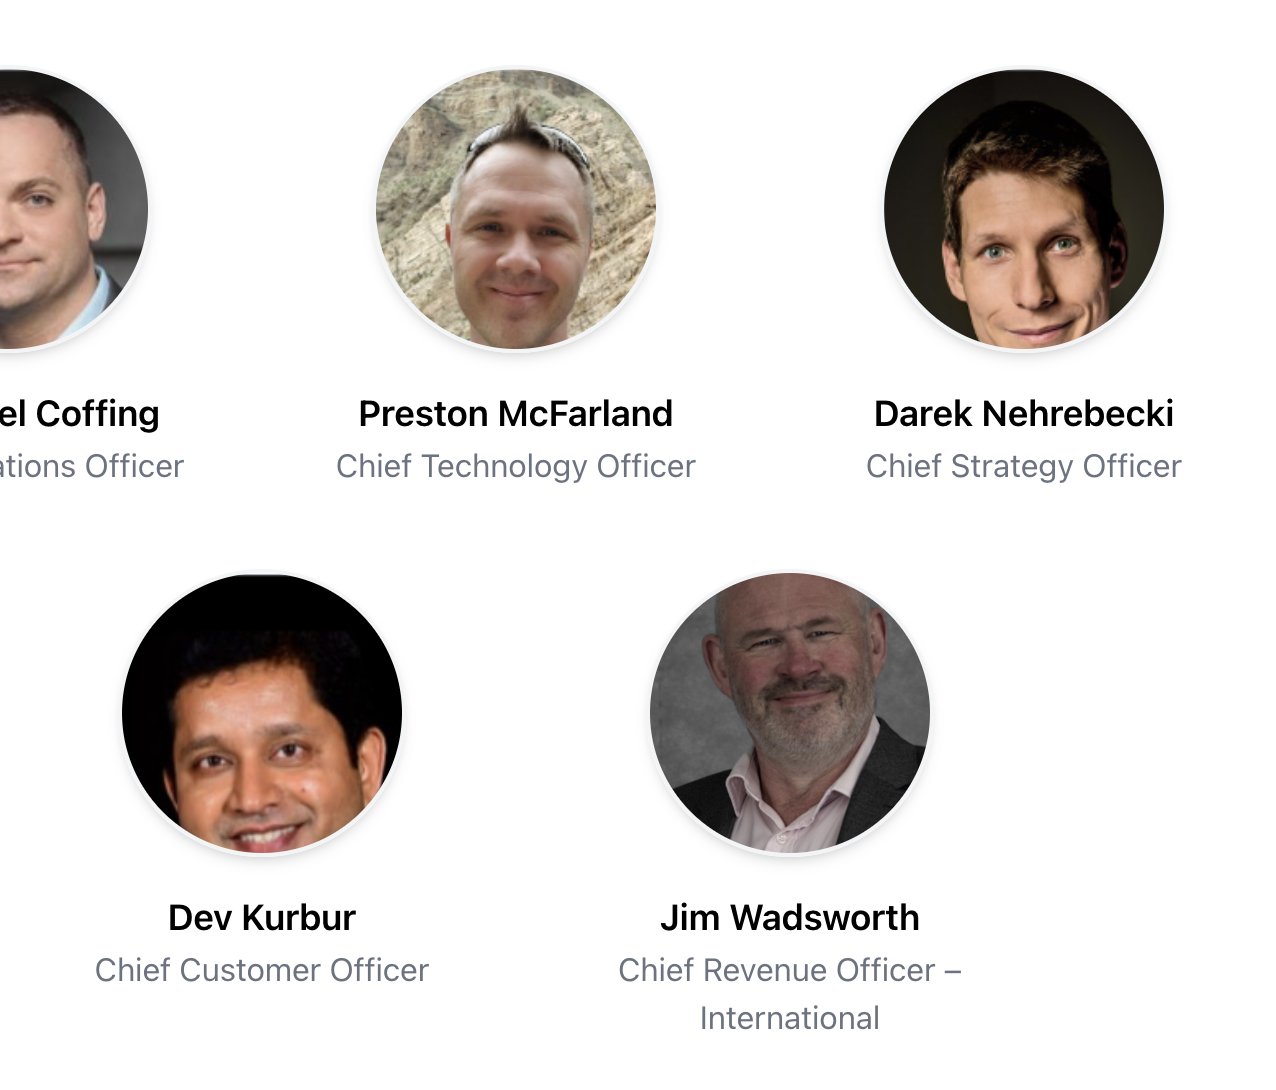 el Coffing
Preston McFarland
Darek Nehrebecki
ations Officer
Chief Technology Officer
Chief Strategy Officer
Dev Kurbur
Jim Wadsworth
Chief Customer Officer
Chief Revenue Officer –
International